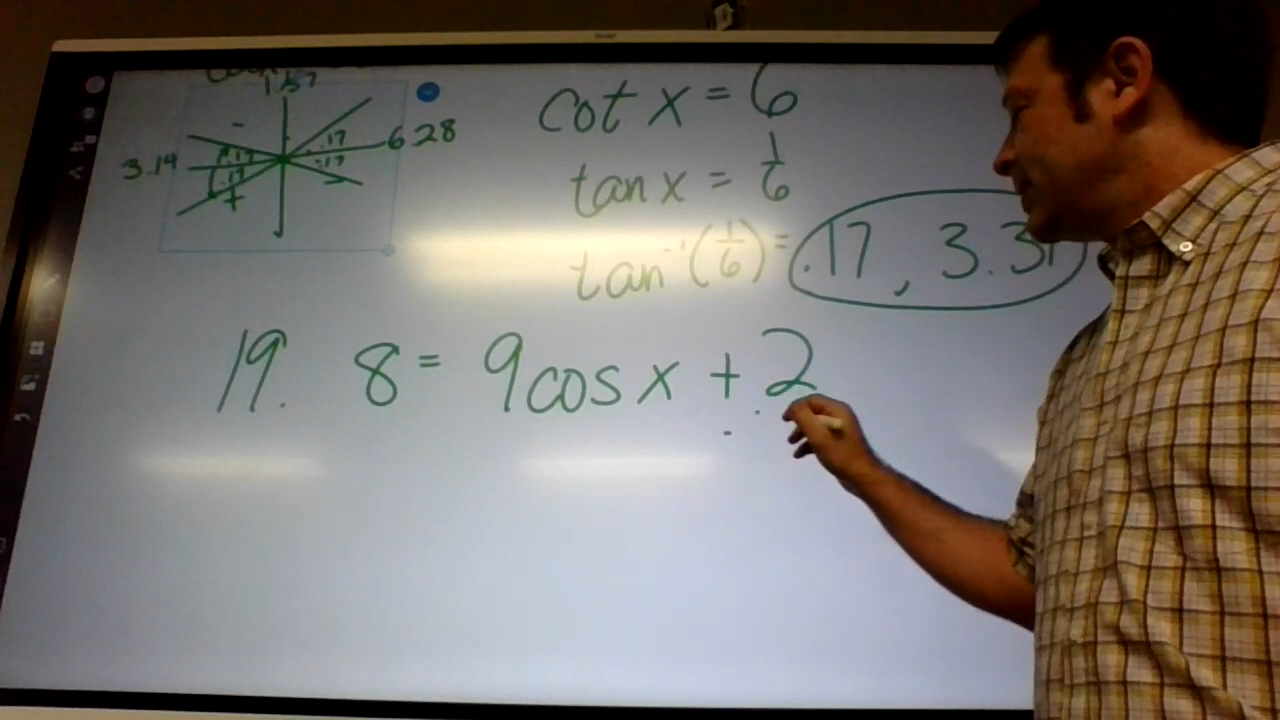 1.57
cot x = 6
- .17 6.28
3.14 .17 .17
tan x = 1/6
.17
+
tan⁻¹(1/6) = .17, 3.31
19. 8 = 9cos x + 2